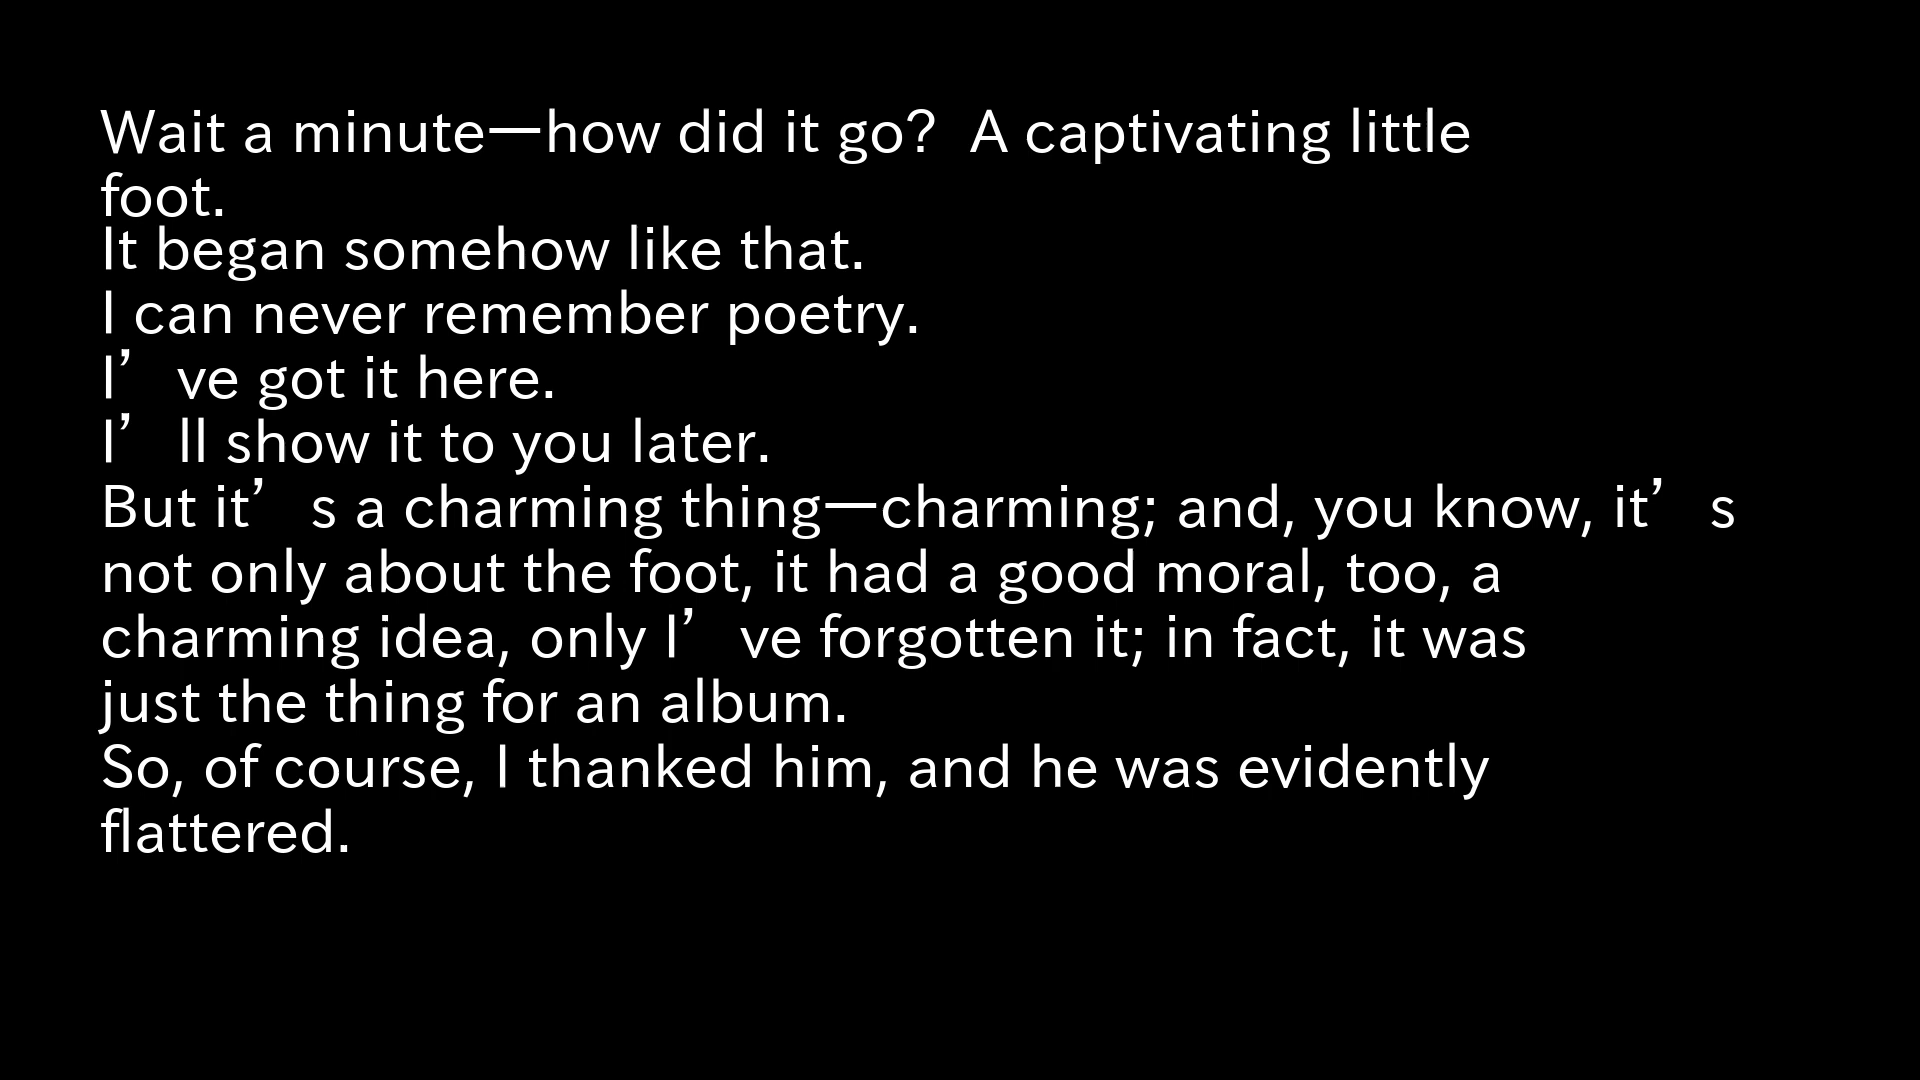 Wait a minute—how did it go?  A captivating little
foot.
It began somehow like that.
I can never remember poetry.
I’ve got it here.
I’ll show it to you later.
But it’s a charming thing—charming; and, you know, it’s
not only about the foot, it had a good moral, too, a
charming idea, only I’ve forgotten it; in fact, it was
just the thing for an album.
So, of course, I thanked him, and he was evidently
flattered.